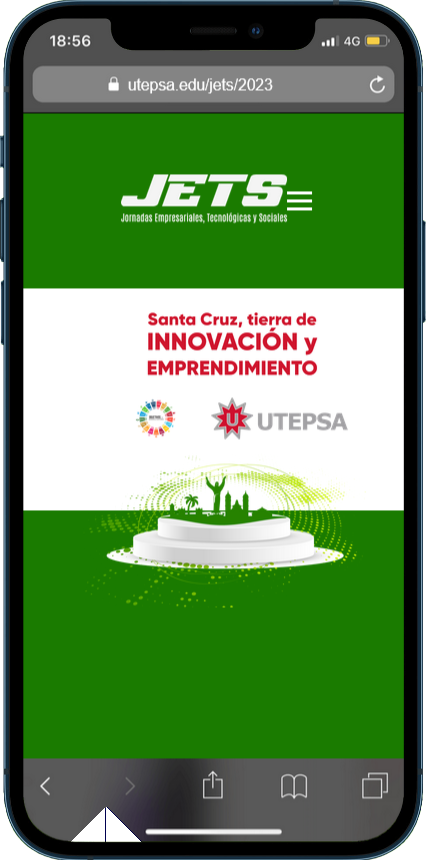 18:56
4G
utepsa.edu/jets/2023
JETS
Jornadas Empresariales, Tecnológicas y Sociales
Santa Cruz, tierra de
INNOVACIÓN y
EMPRENDIMIENTO
U UTEPSA